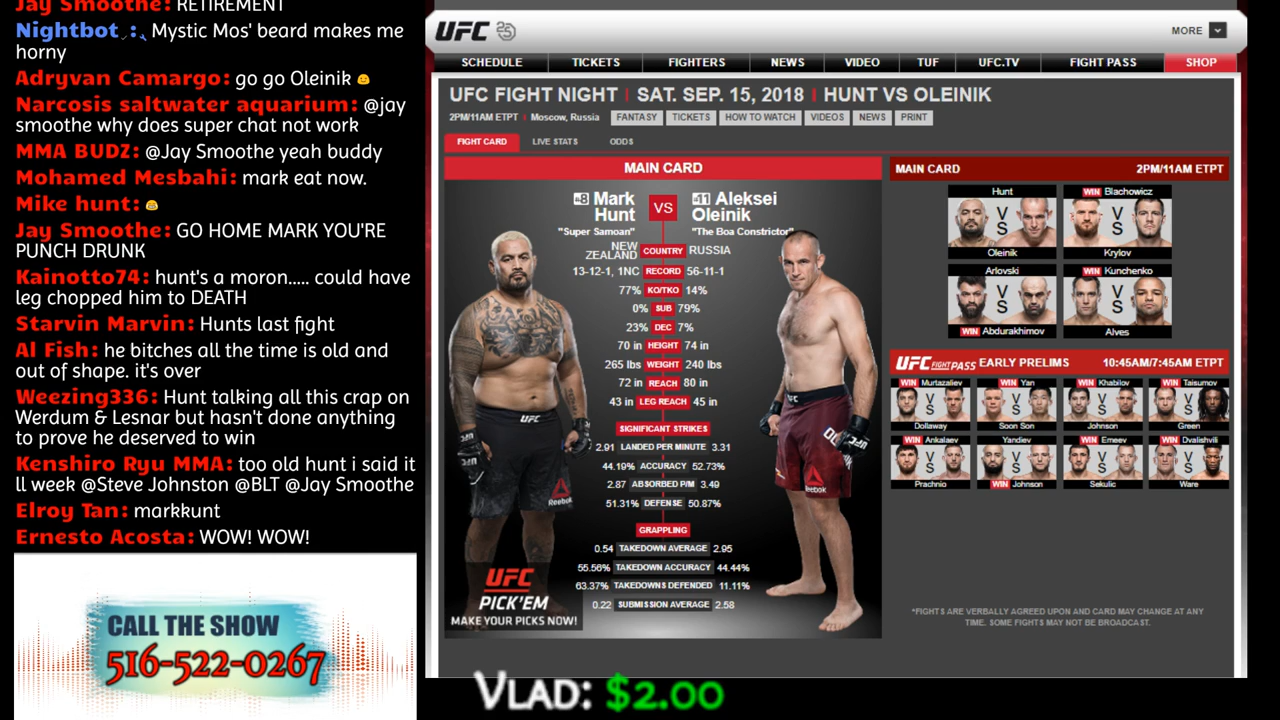 Jay Smoothe: RETIREMENT
Nightbot : Mystic Mos' beard makes me
horny
Adryvan Camargo: go go Oleinik
Narcosis saltwater aquarium: @jay
smoothe why does super chat not work
MMA BUDZ: @Jay Smoothe yeah buddy
Mohamed Mesbahi: mark eat now.
Mike hunt:
Jay Smoothe: GO HOME MARK YOU'RE
PUNCH DRUNK
Kainotto74: hunt's a moron..... could have
leg chopped him to DEATH
Starvin Marvin: Hunts last fight
Al Fish: he bitches all the time is old and
out of shape. it's over
Weezing336: Hunt talking all this crap on
Werdum & Lesnar but hasn't done anything
to prove he deserved to win
Kenshiro Ryu MMA: too old hunt i said it
ll week @Steve Johnston @BLT @Jay Smoothe
Elroy Tan: markkunt
Ernesto Acosta: WOW! WOW!
CALL THE SHOW
516-522-0267
UFC 25
MORE
SCHEDULE TICKETS FIGHTERS NEWS VIDEO TUF UFC.TV FIGHT PASS SHOP
UFC FIGHT NIGHT | SAT. SEP. 15, 2018 | HUNT VS OLEINIK
2PM/11AM ETPT Moscow, Russia FANTASY TICKETS HOW TO WATCH VIDEOS NEWS PRINT
FIGHT CARD LIVE STATS ODDS
MAIN CARD
#8 Mark Hunt VS #11 Aleksei Oleinik
"Super Samoan" "The Boa Constrictor"
NEW ZEALAND COUNTRY RUSSIA
13-12-1, 1NC RECORD 56-11-1
77% KO/TKO 14%
0% SUB 79%
23% DEC 7%
70 in HEIGHT 74 in
265 lbs WEIGHT 240 lbs
72 in REACH 80 in
43 in LEG REACH 45 in
SIGNIFICANT STRIKES
2.91 LANDED PER MINUTE 3.31
44.19% ACCURACY 52.73%
2.87 ABSORBED P/M 3.49
51.31% DEFENSE 50.87%
GRAPPLING
0.54 TAKEDOWN AVERAGE 2.95
55.56% TAKEDOWN ACCURACY 44.44%
63.37% TAKEDOWNS DEFENDED 11.11%
0.22 SUBMISSION AVERAGE 2.58
UFC
Reebok
Reebok
UFC
PICK'EM
MAKE YOUR PICKS NOW!
MAIN CARD 2PM/11AM ETPT
Hunt WIN Blachowicz
VS VS
Oleinik Krylov
Arlovski WIN Kunchenko
VS VS
WIN Abdurakhimov Alves
UFC FIGHT PASS EARLY PRELIMS 10:45AM/7:45AM ETPT
WIN Murtazaliev WIN Yan WIN Khabilov WIN Taisumov
VS VS VS VS
Dollaway Soon Son Johnson Green
WIN Ankalaev Yandiev WIN Emeev WIN Dvalishvili
VS VS VS VS
Prachnio WIN Johnson Sekulic Ware
*FIGHTS ARE VERBALLY AGREED UPON AND CARD MAY CHANGE AT ANY
TIME. SOME FIGHTS MAY NOT BE BROADCAST.
VLAD: $2.00